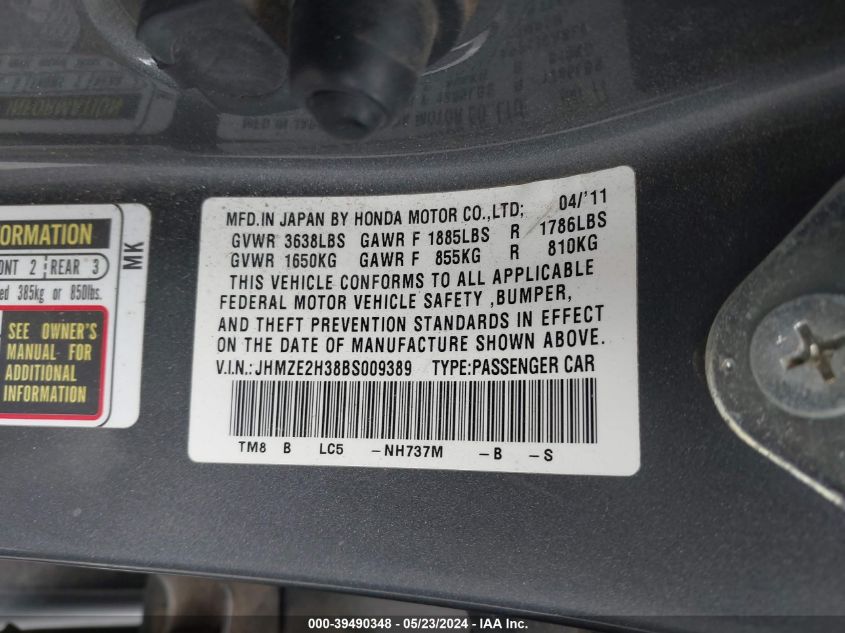 MFD.IN JAPAN BY HONDA MOTOR CO.,LTD; 04/'11
GVWR 3638LBS GAWR F 1885LBS R 1786LBS
GVWR 1650KG GAWR F 855KG R 810KG
THIS VEHICLE CONFORMS TO ALL APPLICABLE
FEDERAL MOTOR VEHICLE SAFETY ,BUMPER,
AND THEFT PREVENTION STANDARDS IN EFFECT
ON THE DATE OF MANUFACTURE SHOWN ABOVE.
V.I.N.:JHMZE2H38BS009389 TYPE:PASSENGER CAR
TM8 B LC5 -NH737M -B -S
ORMATION
ONT 2 REAR 3
ed 385kg or 850lbs.
MK
SEE OWNER'S
MANUAL FOR
ADDITIONAL
INFORMATION
000-39490348 - 05/23/2024 - IAAI.com